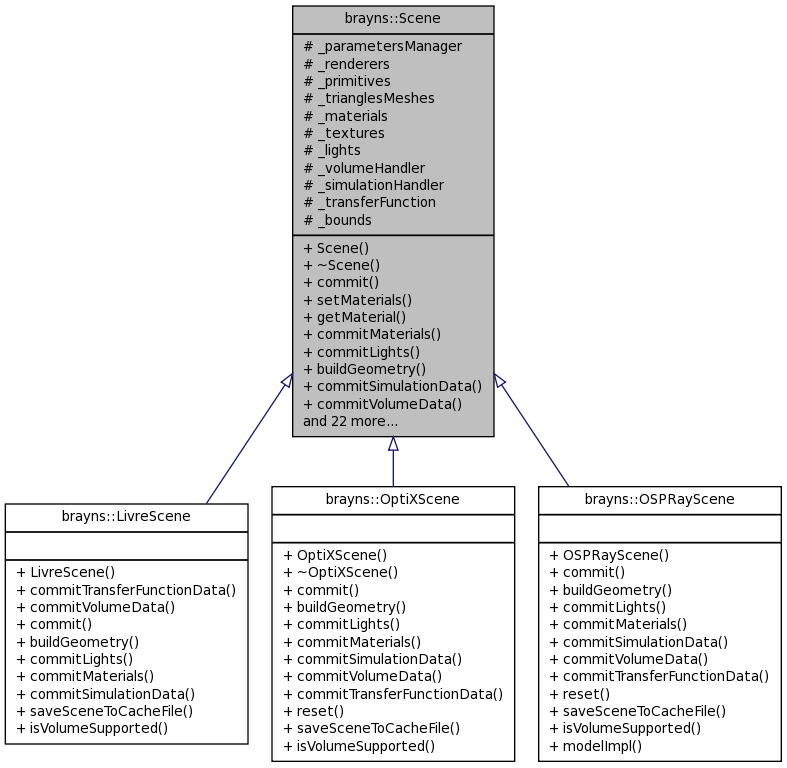 brayns::Scene
# _parametersManager
# _renderers
# _primitives
# _trianglesMeshes
# _materials
# _textures
# _lights
# _volumeHandler
# _simulationHandler
# _transferFunction
# _bounds
+ Scene()
+ ~Scene()
+ commit()
+ setMaterials()
+ getMaterial()
+ commitMaterials()
+ commitLights()
+ buildGeometry()
+ commitSimulationData()
+ commitVolumeData()
and 22 more...
brayns::LivreScene
+ LivreScene()
+ commitTransferFunctionData()
+ commitVolumeData()
+ commit()
+ buildGeometry()
+ commitLights()
+ commitMaterials()
+ commitSimulationData()
+ saveSceneToCacheFile()
+ isVolumeSupported()
brayns::OptiXScene
+ OptiXScene()
+ ~OptiXScene()
+ commit()
+ buildGeometry()
+ commitLights()
+ commitMaterials()
+ commitSimulationData()
+ commitVolumeData()
+ commitTransferFunctionData()
+ reset()
+ saveSceneToCacheFile()
+ isVolumeSupported()
brayns::OSPRayScene
+ OSPRayScene()
+ commit()
+ buildGeometry()
+ commitLights()
+ commitMaterials()
+ commitSimulationData()
+ commitVolumeData()
+ commitTransferFunctionData()
+ reset()
+ saveSceneToCacheFile()
+ isVolumeSupported()
+ modelImpl()